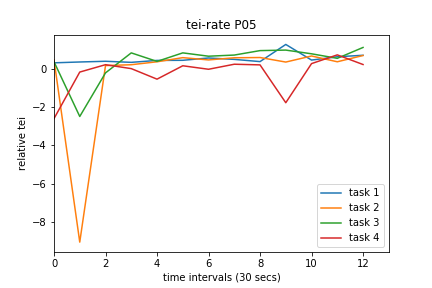 tei-rate P05
relative tei
0
−2
−4
−6
−8
task 1
task 2
task 3
task 4
0 2 4 6 8 10 12
time intervals (30 secs)